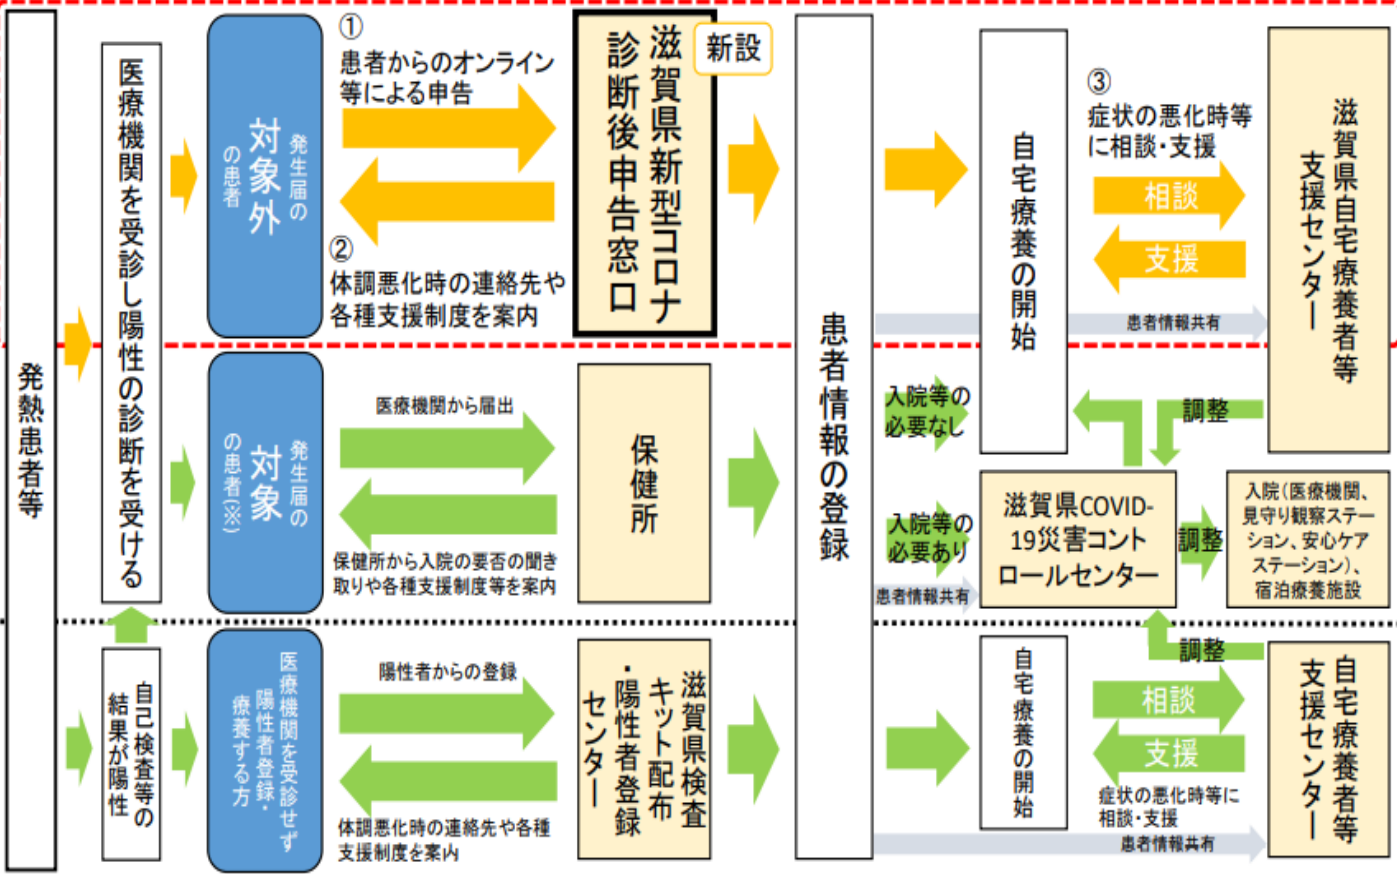 発熱患者等
医療機関を受診し陽性の診断を受ける
発生届の
対象外
の患者
①
患者からのオンライン
等による申告
②
体調悪化時の連絡先や
各種支援制度を案内
滋賀県新型コロナ
診断後申告窓口
新設
患者情報の登録
自宅療養の開始
③
症状の悪化時等
に相談・支援
相談
支援
患者情報共有
滋賀県自宅療養者等
支援センター
発生届の
対象
の患者(※)
医療機関から届出
保健所から入院の要否の聞き
取りや各種支援制度等を案内
保健所
入院等の
必要なし
入院等の
必要あり
患者情報共有
調整
滋賀県COVID-
19災害コント
ロールセンター
調整
入院(医療機関、
見守り観察ステー
ション、安心ケア
ステーション)、
宿泊療養施設
自己検査等の
結果が陽性
医療機関を受診せず
陽性者登録・
療養する方
陽性者からの登録
体調悪化時の連絡先や各種
支援制度を案内
滋賀県検査
キット配布
・陽性者登録
センター
自宅療養の開始
調整
相談
支援
症状の悪化時等に
相談・支援
患者情報共有
自宅療養者等
支援センター